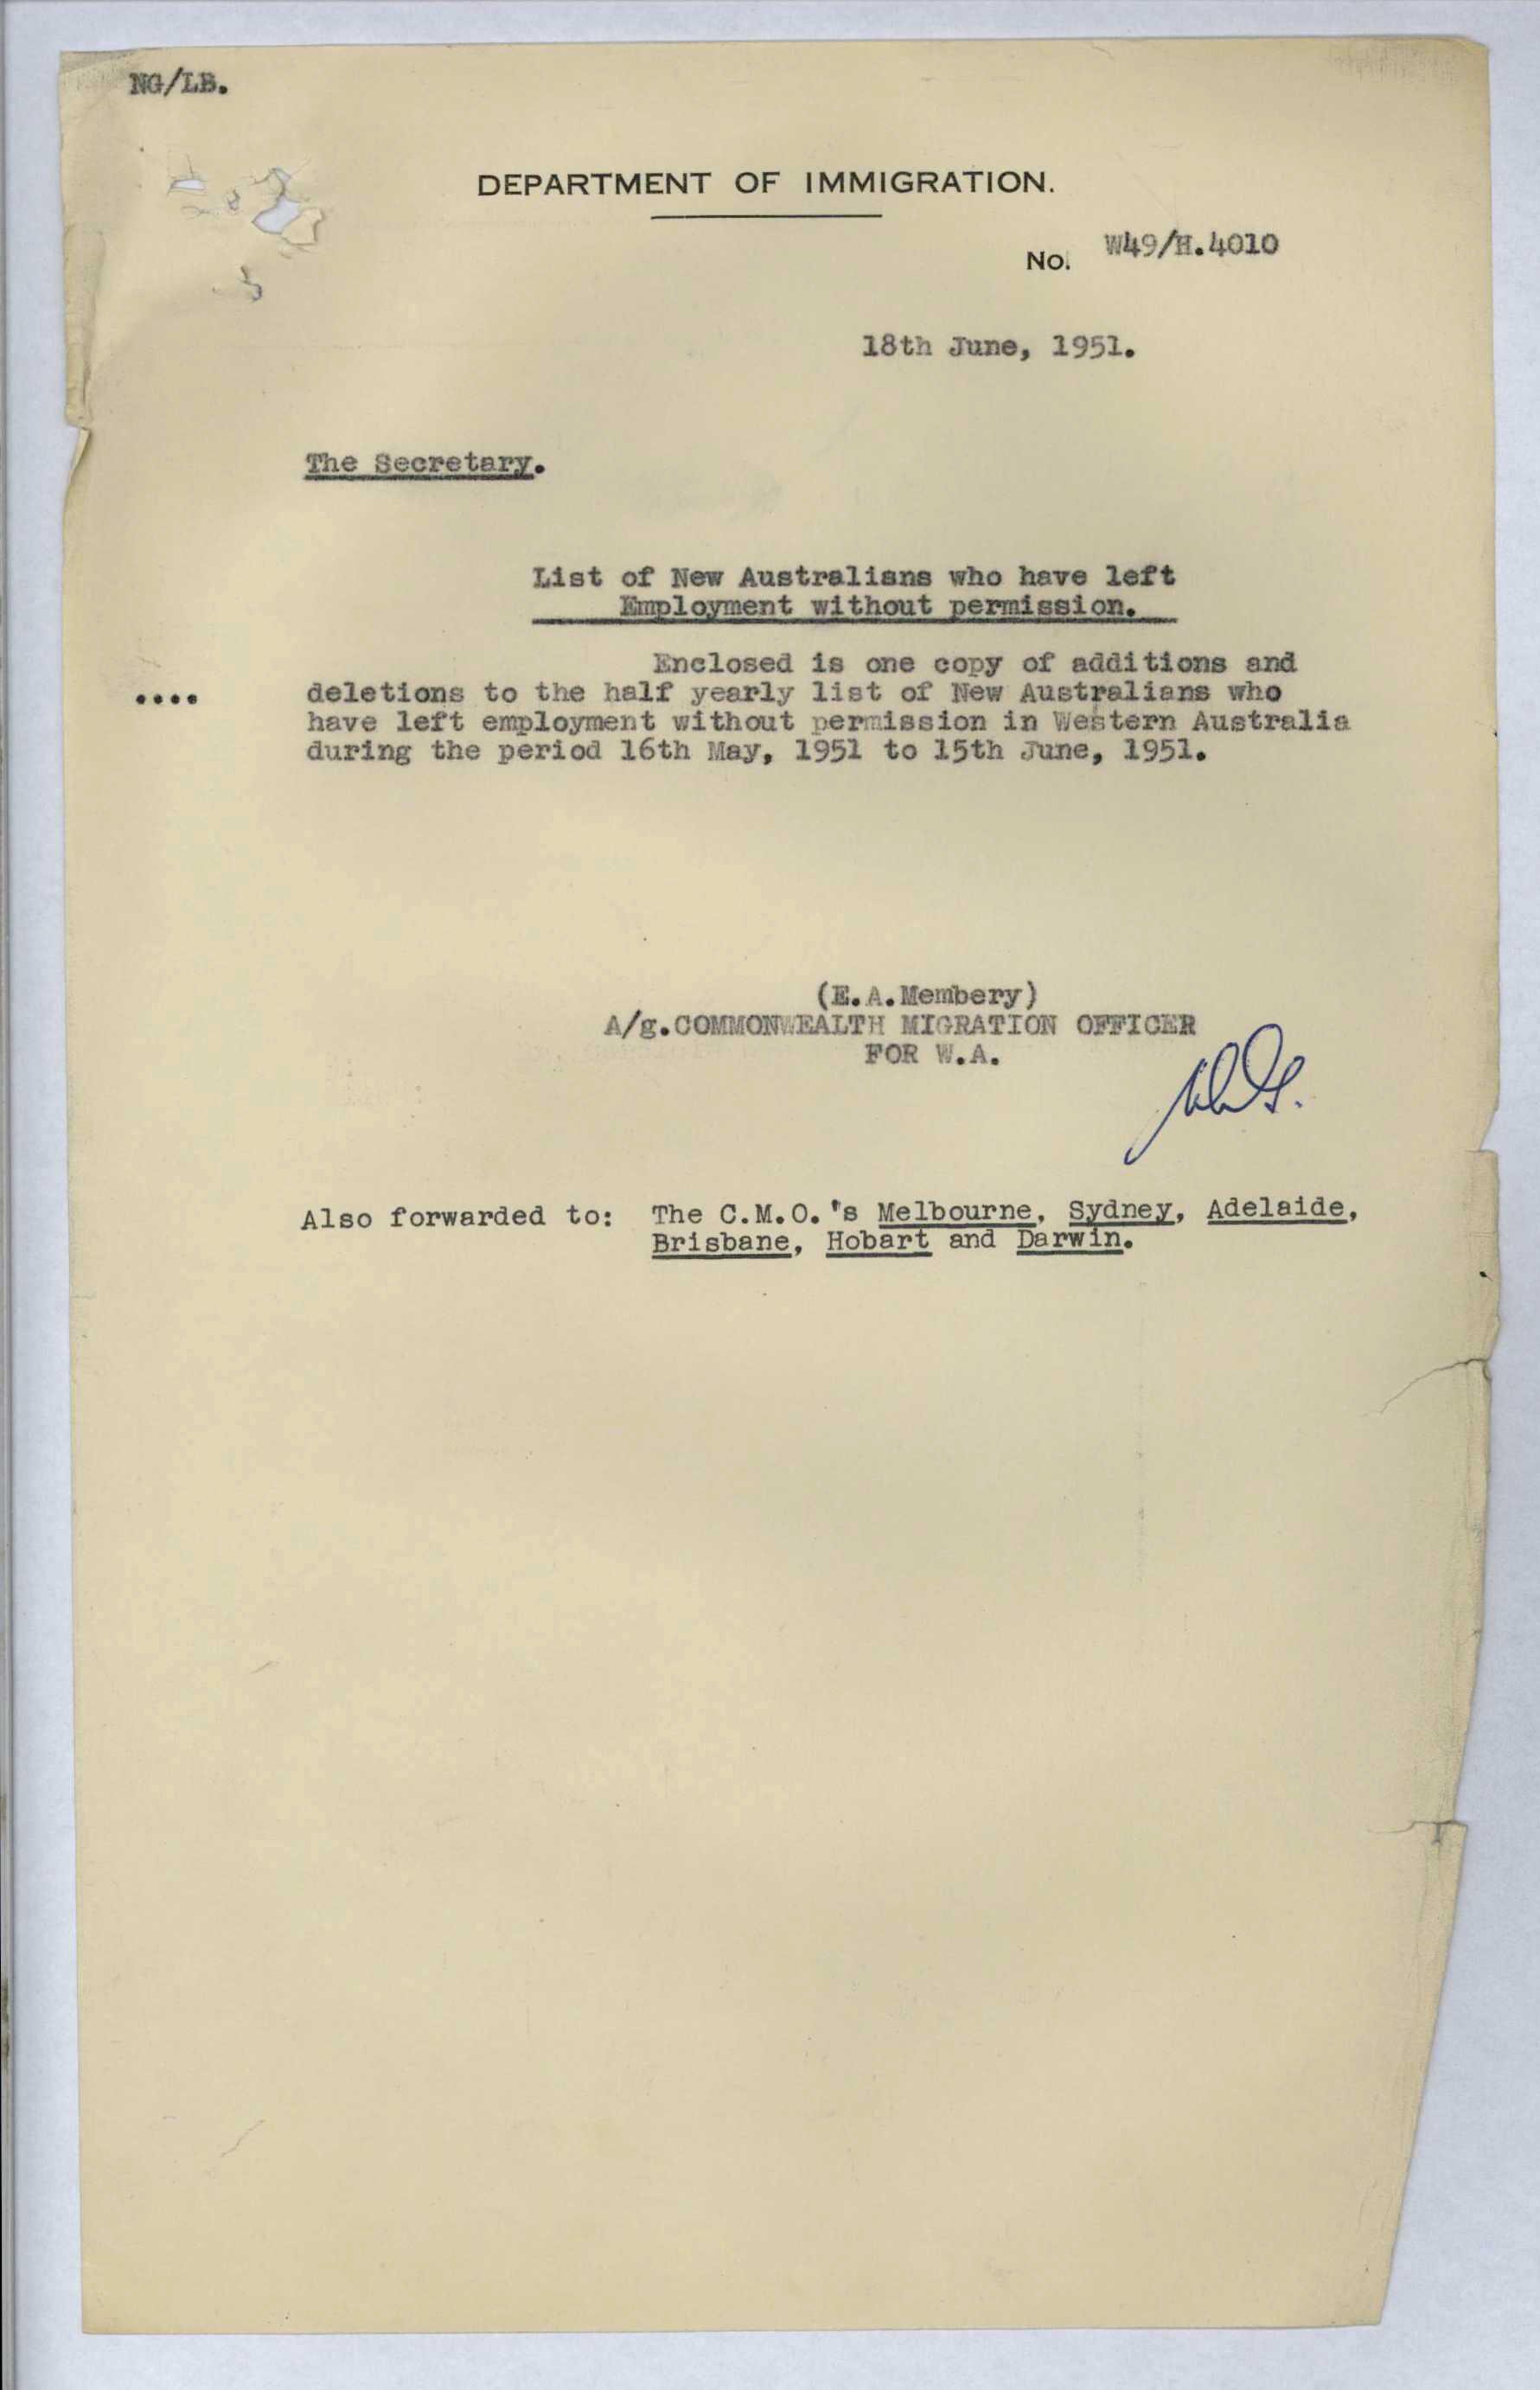 NG/LB.
DEPARTMENT OF IMMIGRATION.
No. W49/H.4010
18th June, 1951.
The Secretary.
List of New Australians who have left
Employment without permission.
Enclosed is one copy of additions and
.... deletions to the half yearly list of New Australians who
have left employment without permission in Western Australia
during the period 16th May, 1951 to 15th June, 1951.
(E.A.Membery)
A/g.COMMONWEALTH MIGRATION OFFICER
FOR W.A.
Also forwarded to: The C.M.O.'s Melbourne, Sydney, Adelaide,
Brisbane, Hobart and Darwin.